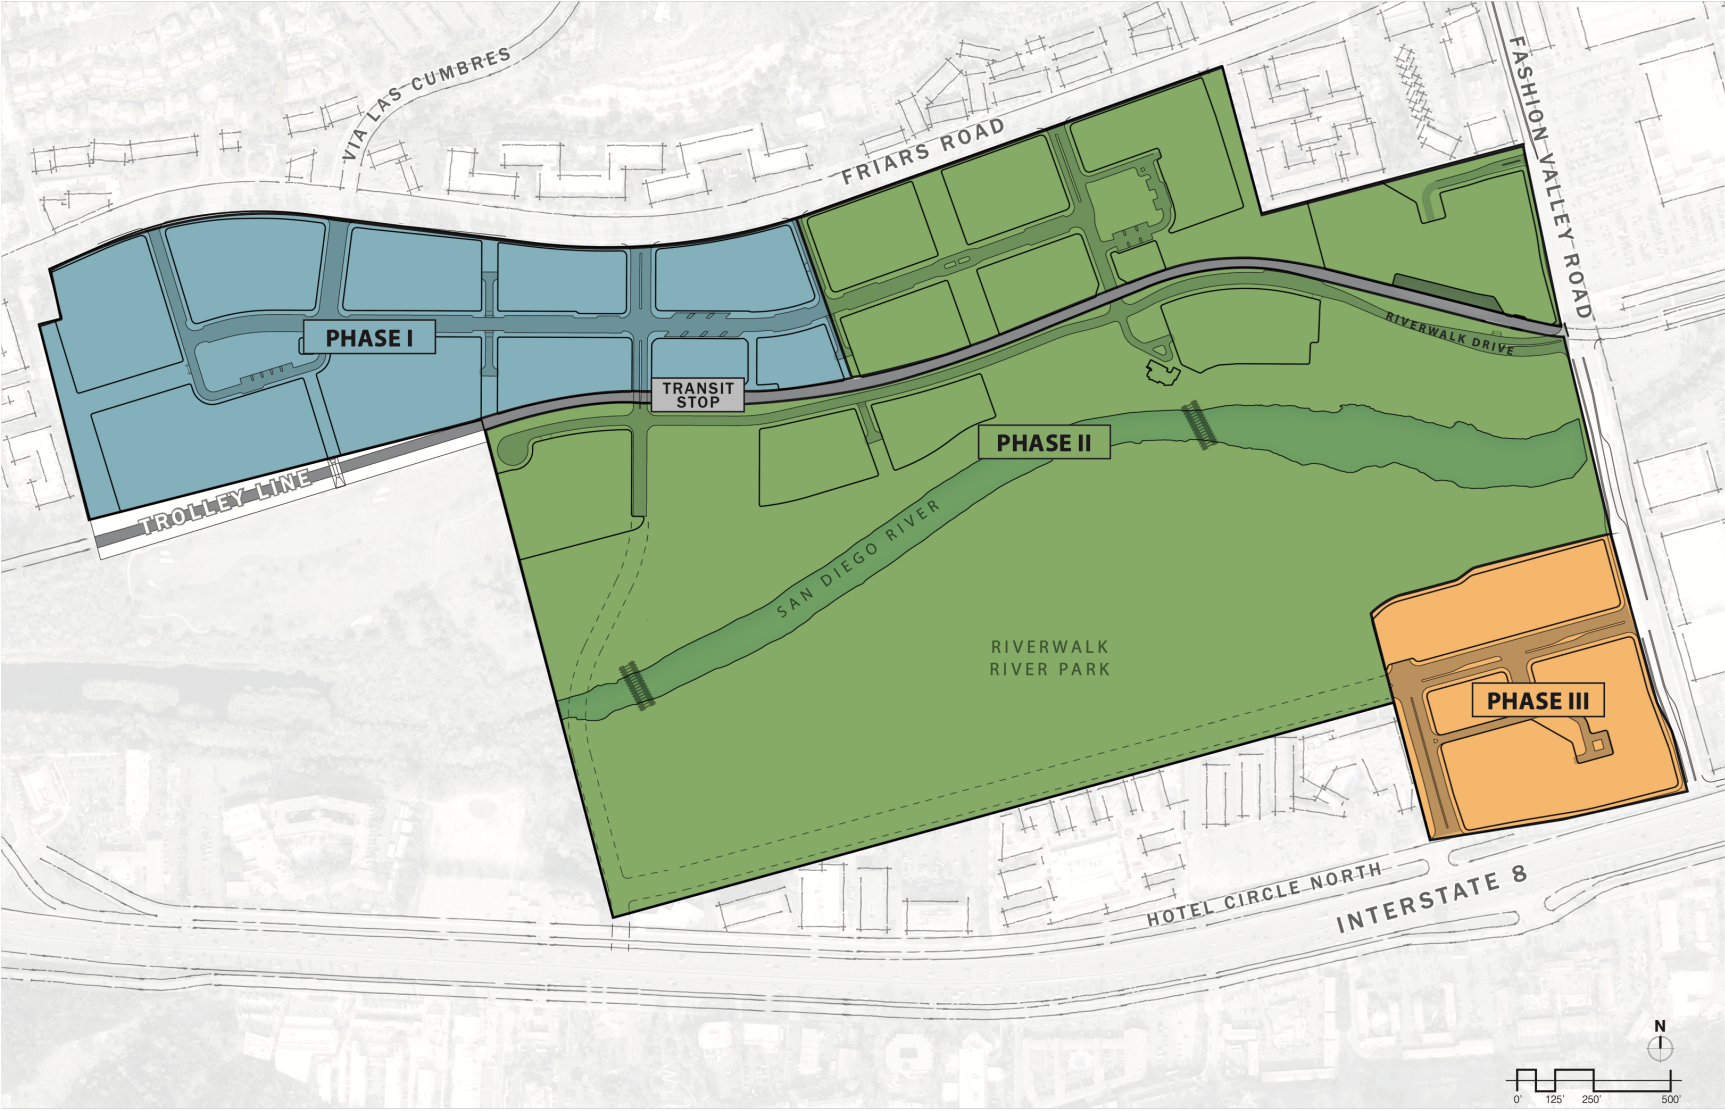 VIA LAS CUMBRES
FRIARS ROAD
FASHION VALLEY ROAD
PHASE I
RIVERWALK DRIVE
TRANSIT
STOP
PHASE II
TROLLEY LINE
SAN DIEGO RIVER
RIVERWALK
RIVER PARK
PHASE III
HOTEL CIRCLE NORTH
INTERSTATE 8
N
0' 125' 250' 500'